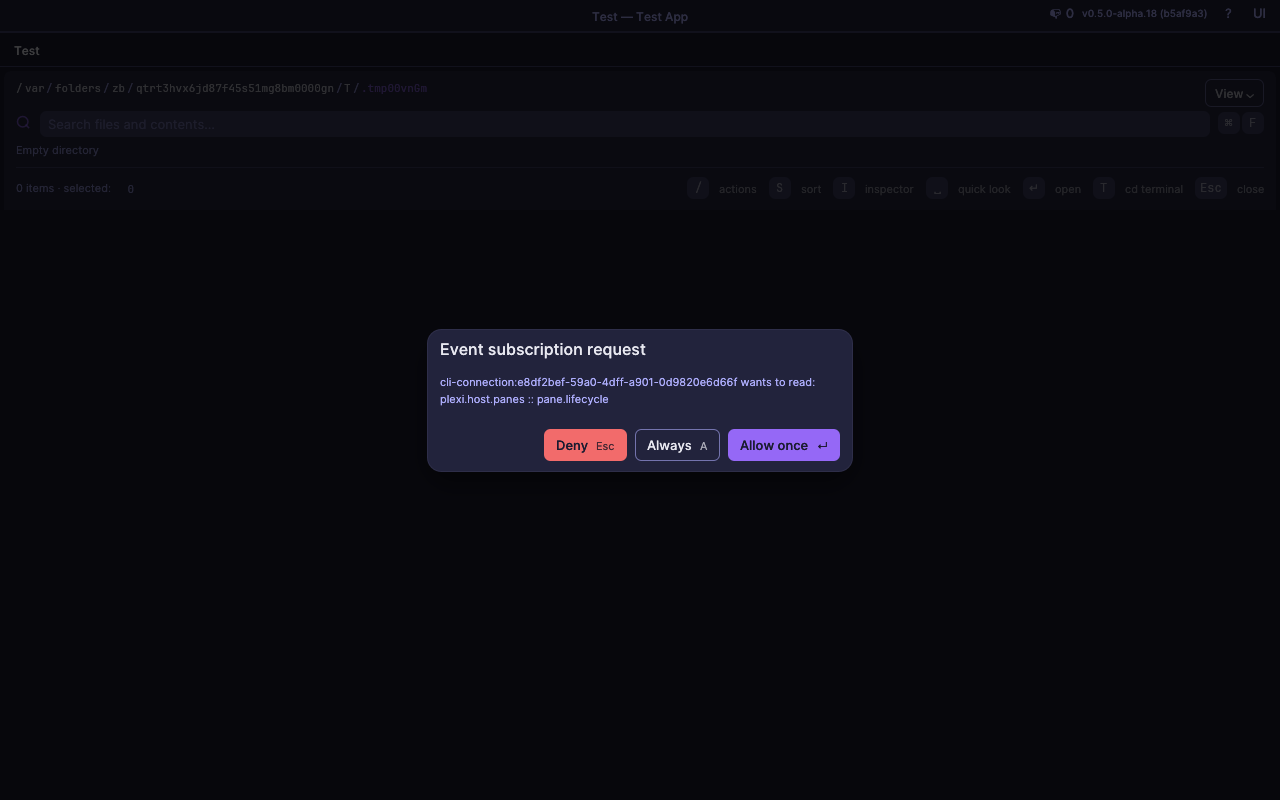 Test — Test App
0 v0.5.0-alpha.18 (b5af9a3) ? UI
Test
/var/folders/zb/qtrt3hvx6jd87f45s51mg8bm0000gn/T/.tmp00vnGm
View
Search files and contents...
⌘ F
Empty directory
0 items · selected: 0
/ actions S sort I inspector ␣ quick look ↵ open T cd terminal Esc close
Event subscription request
cli-connection:e8df2bef-59a0-4dff-a901-0d9820e6d66f wants to read:
plexi.host.panes :: pane.lifecycle
Deny Esc Always A Allow once ↵